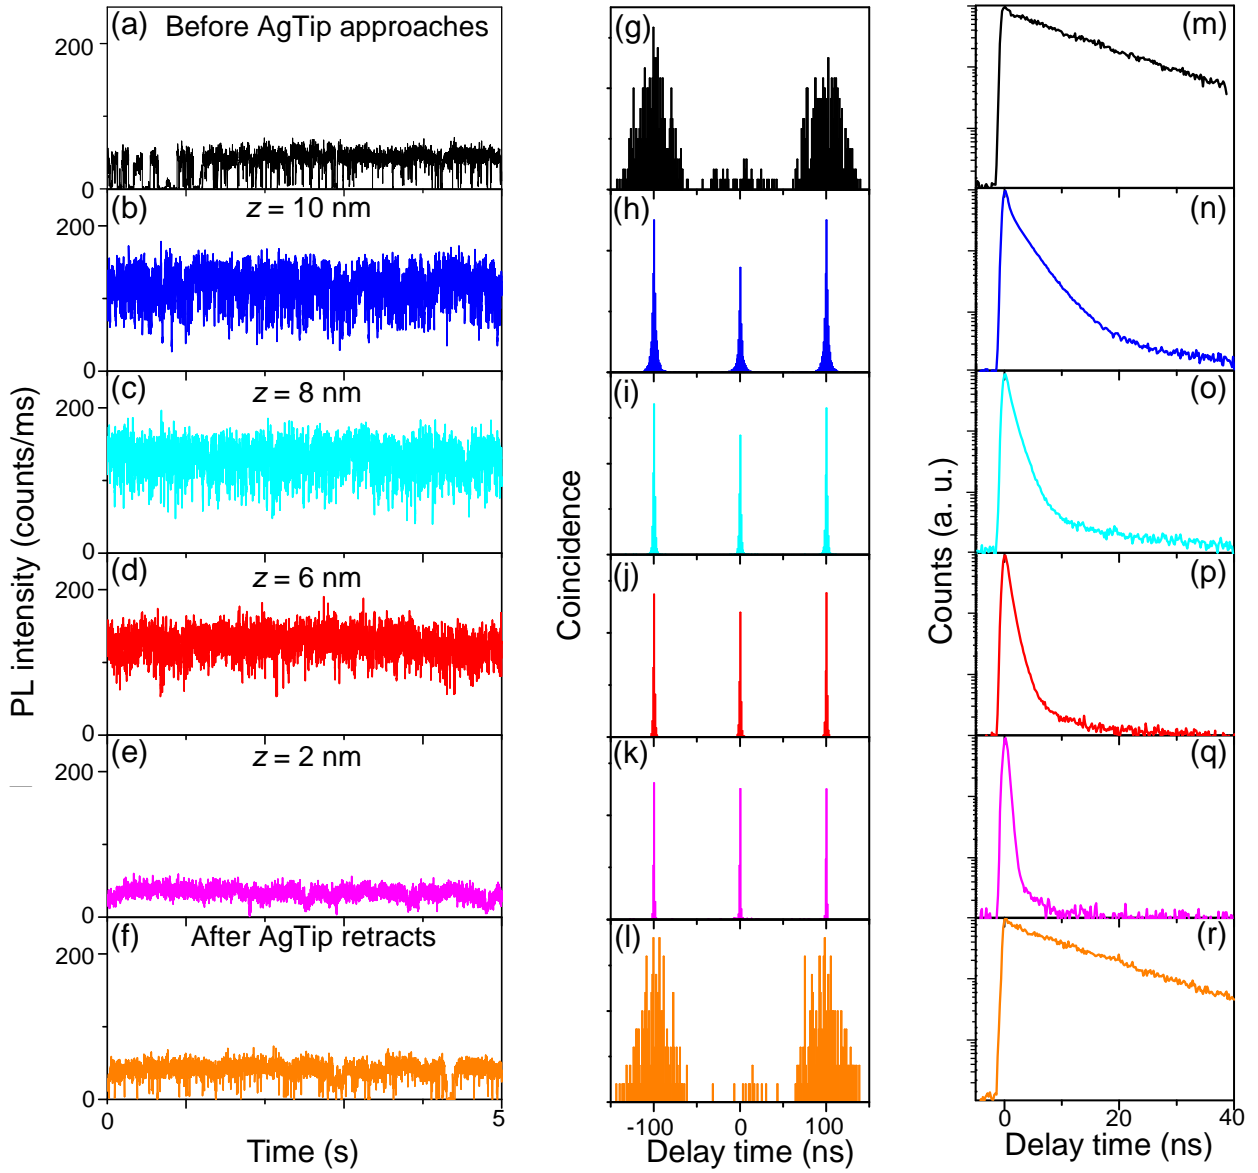 (a) Before AgTip approaches
200
0
(b) z = 10 nm
200
0
(c) z = 8 nm
200
0
(d) z = 6 nm
200
0
(e) z = 2 nm
200
0
(f) After AgTip retracts
200
0
0 5
Time (s)
PL intensity (counts/ms)
(g)
(h)
(i)
(j)
(k)
(l)
-100 0 100
Delay time (ns)
Coincidence
(m)
(n)
(o)
(p)
(q)
(r)
0 20 40
Delay time (ns)
Counts (a. u.)